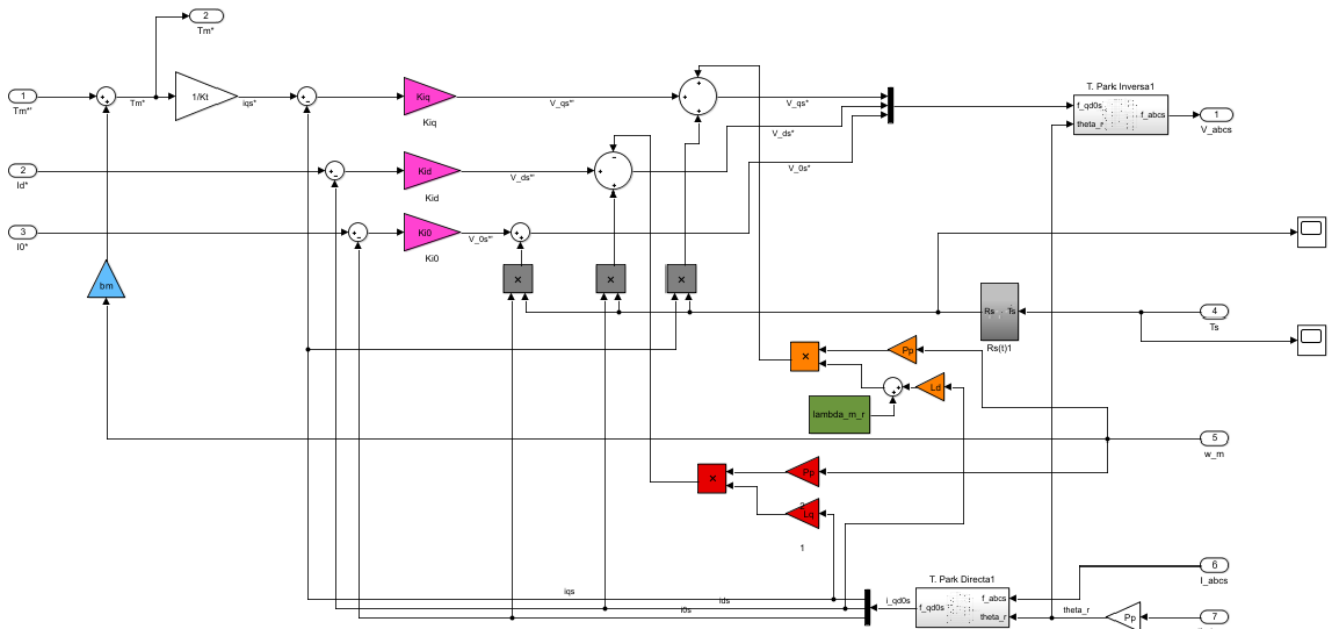 2
Tm*
T. Park Inversa1
1
Tm*'
Tm*
1/Kt
iqs*
Kiq
Kiq
V_qs*'
V_qs*
f_qd0s
theta_r
f_abcs
1
V_abcs
V_ds*
2
Id*
Kid
Kid
V_ds*'
V_0s*
3
I0*
Ki0
Ki0
V_0s*'
bm
×
×
×
Rs
Ts
Rs(t)1
4
Ts
×
Pp
Ld
lambda_m_r
5
w_m
×
Pp
2
Lq
1
T. Park Directa1
6
I_abcs
iqs
ids
i0s
i_qd0s
f_qd0s
f_abcs
theta_r
theta_r
Pp
7